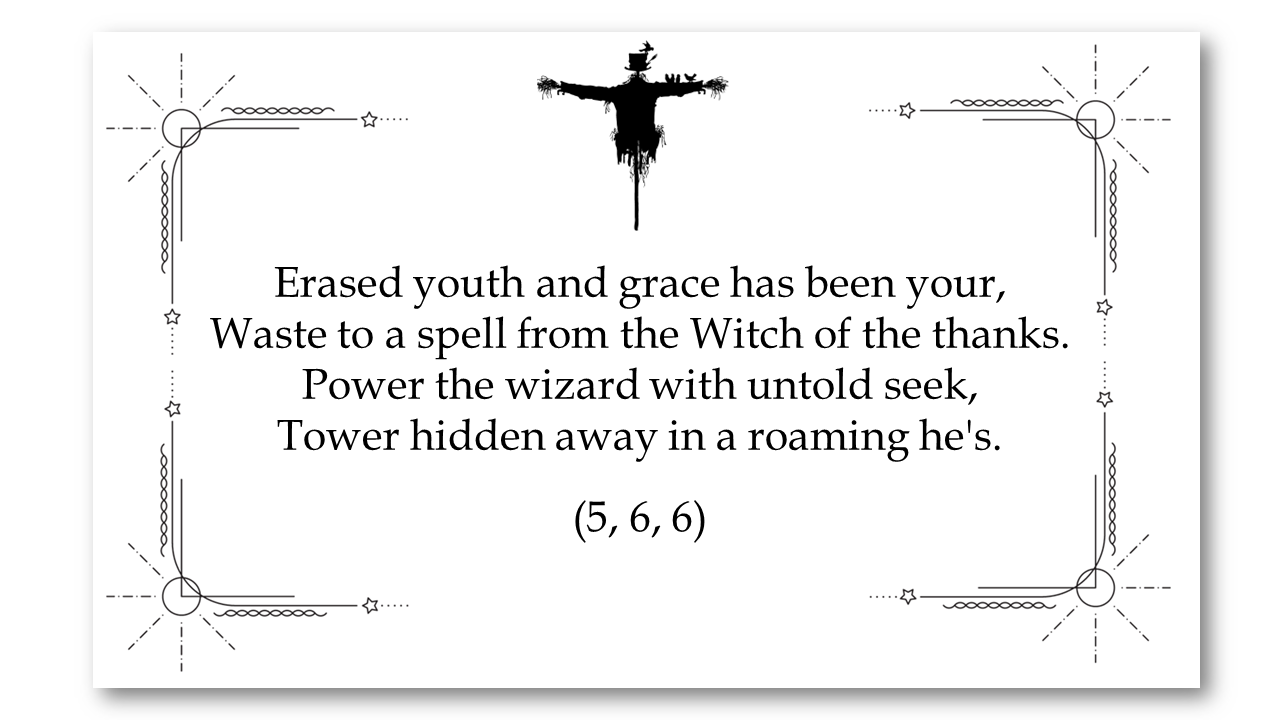 Erased youth and grace has been your,
Waste to a spell from the Witch of the thanks.
Power the wizard with untold seek,
Tower hidden away in a roaming he's.
(5, 6, 6)